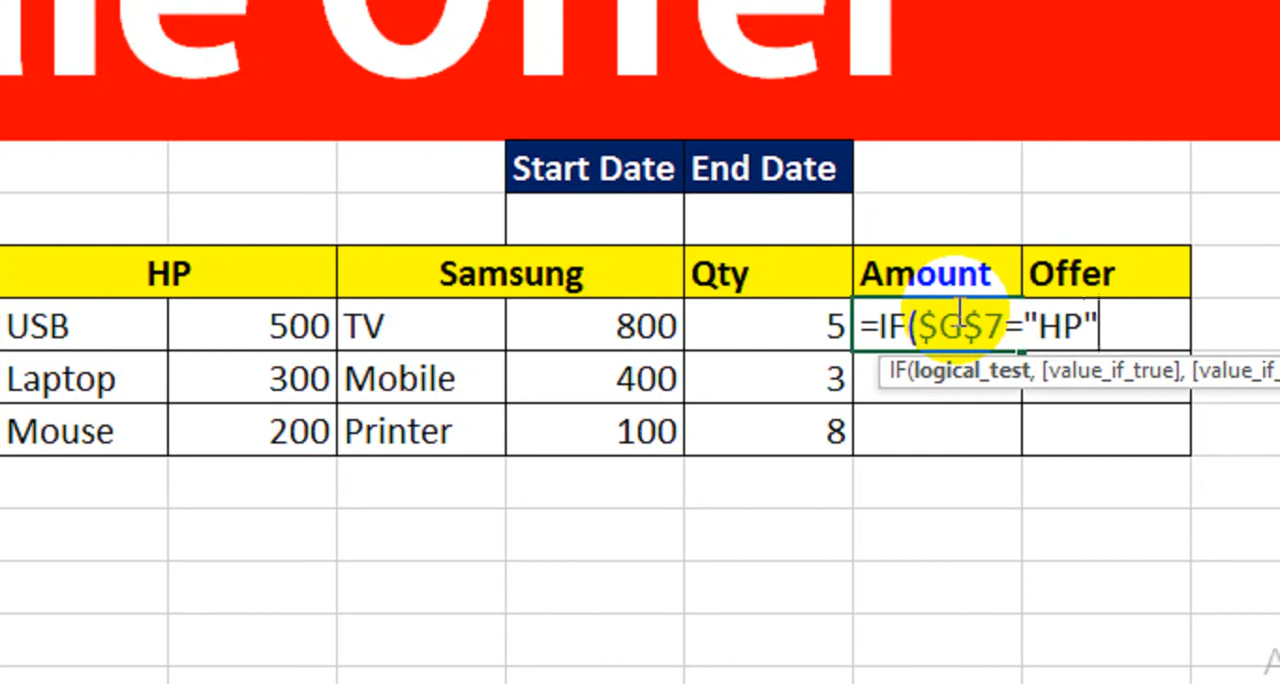 Offer
Start Date End Date
HP Samsung Qty Amount Offer
USB 500 TV 800 5 =IF($G$7="HP"
IF(logical_test, [value_if_true], [value_if_
Laptop 300 Mobile 400 3
Mouse 200 Printer 100 8